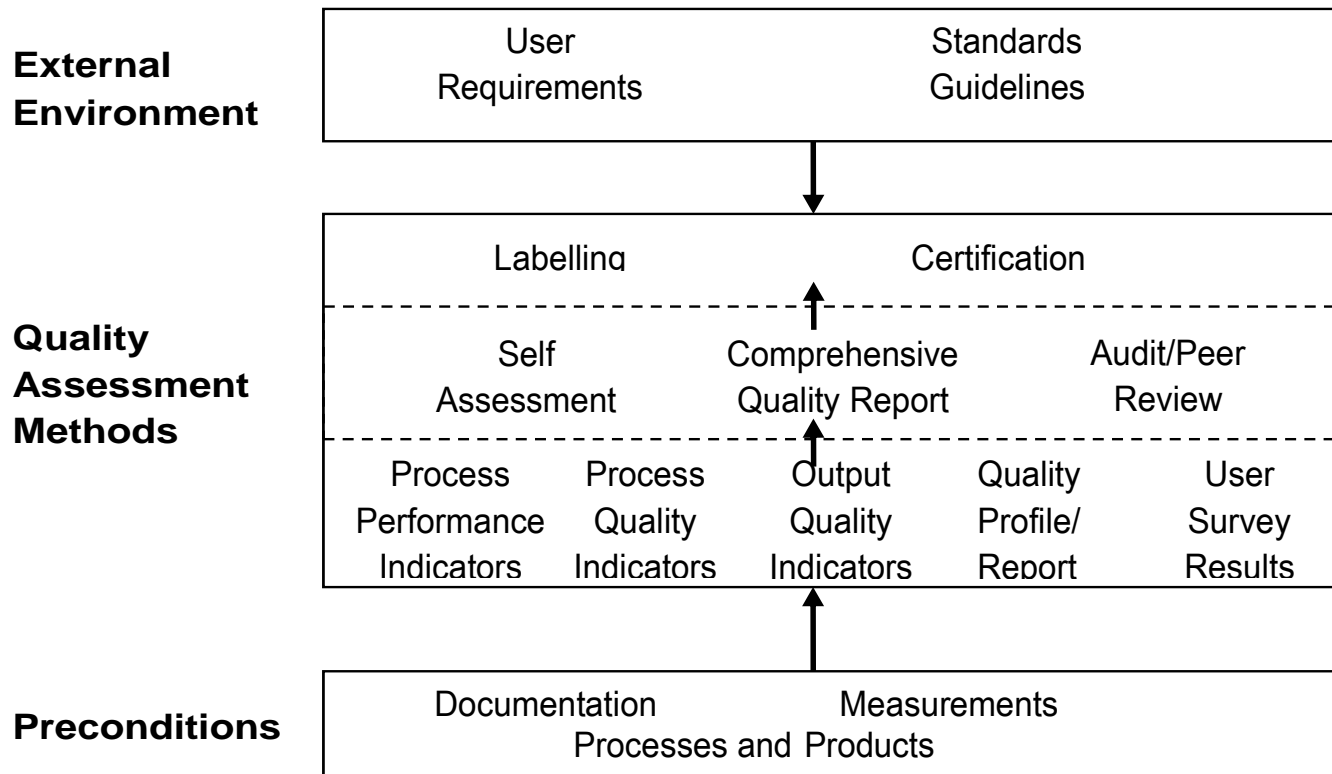 External
Environment
User
Requirements
Standards
Guidelines
Quality
Assessment
Methods
Labelling
Certification
Self
Assessment
Comprehensive
Quality Report
Audit/Peer
Review
Process
Performance
Indicators
Process
Quality
Indicators
Output
Quality
Indicators
Quality
Profile/
Report
User
Survey
Results
Preconditions
Documentation
Measurements
Processes and Products